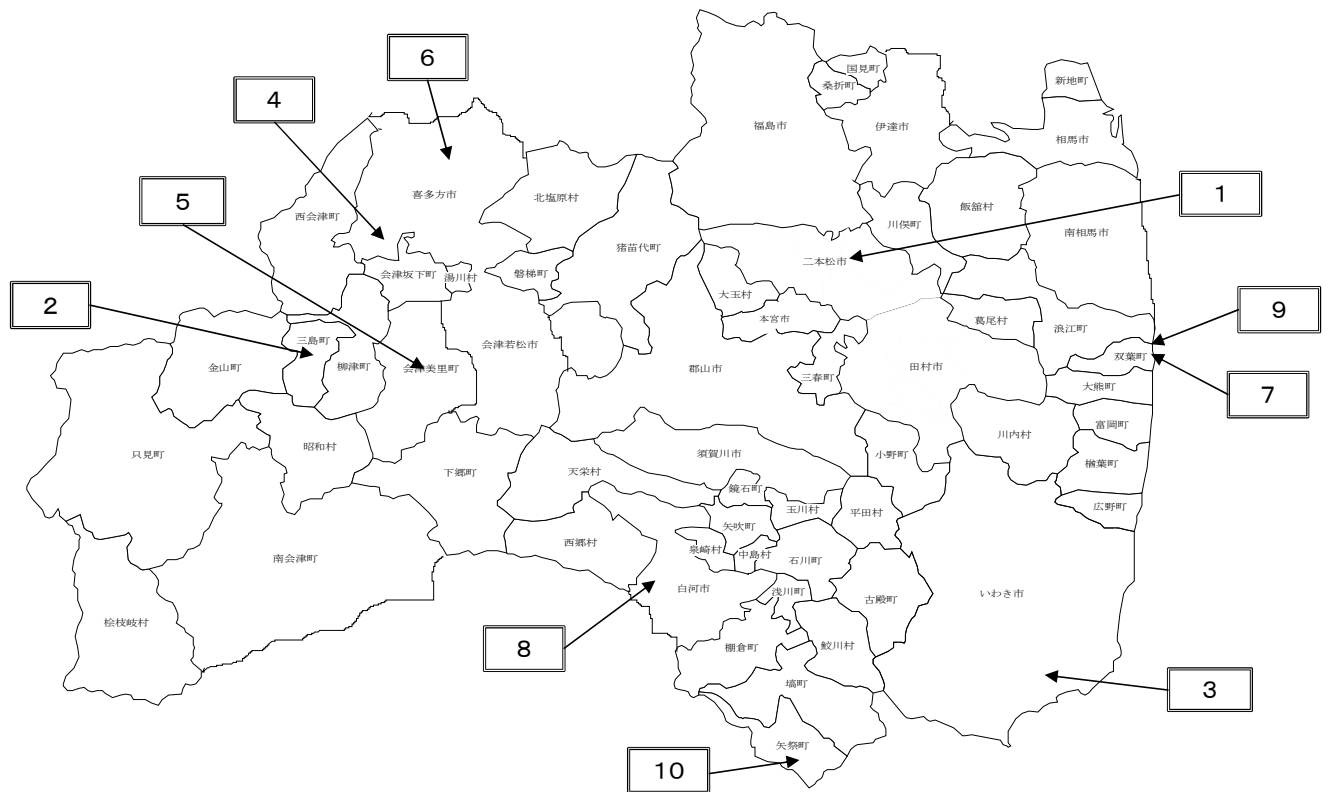 6
国見町
新地町
桑折町
4
福島市
伊達市
相馬市
5
喜多方市
北塩原村
飯舘村
1
西会津町
川俣町
南相馬市
猪苗代町
二本松市
会津坂下町
湯川村
磐梯町
大玉村
2
本宮市
葛尾村
浪江町
9
三島町
会津若松市
双葉町
金山町
柳津町
会津美里町
郡山市
三春町
田村市
大熊町
7
富岡町
昭和村
川内村
只見町
下郷町
天栄村
須賀川市
小野町
楢葉町
鏡石町
玉川村
平田村
広野町
矢吹町
西郷村
泉崎村
中島村
石川町
南会津町
白河市
浅川町
古殿町
いわき市
桧枝岐村
8
棚倉町
鮫川村
塙町
3
矢祭町
10